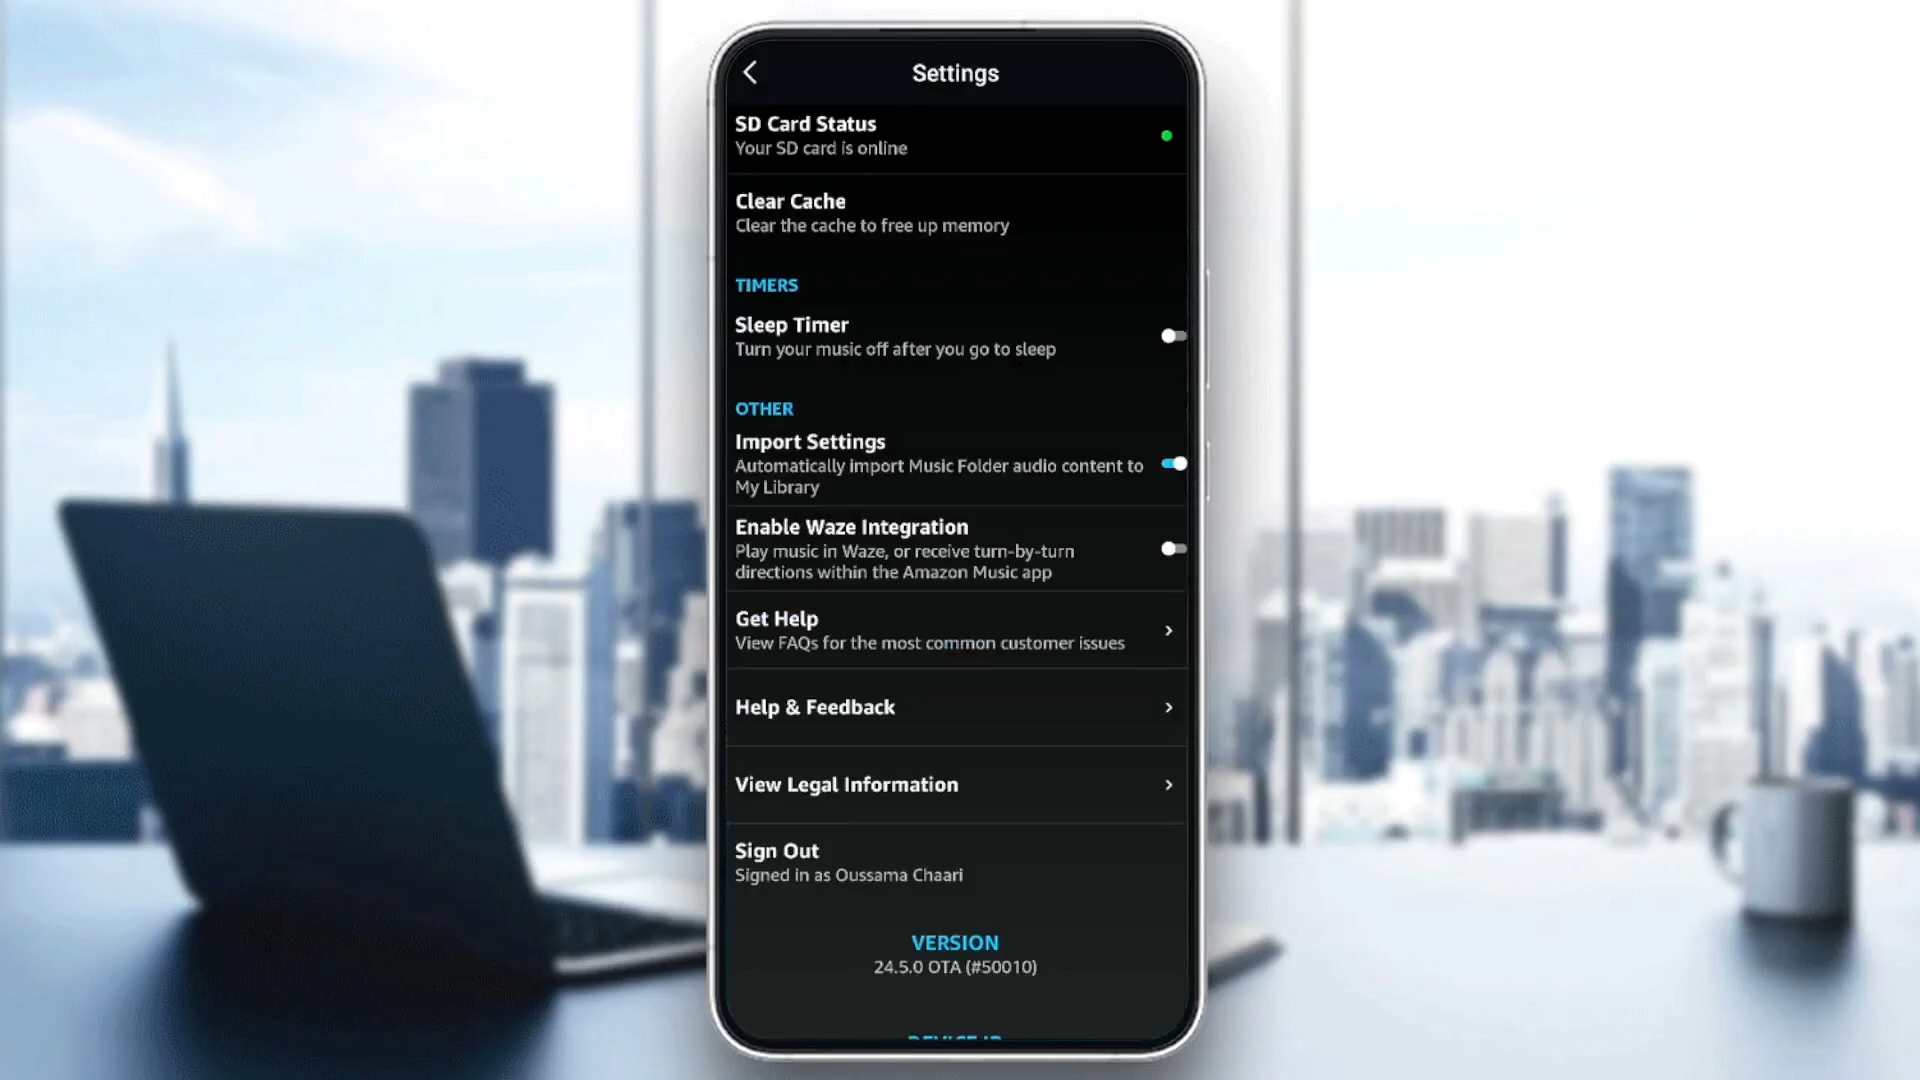 Settings
SD Card Status
Your SD card is online
Clear Cache
Clear the cache to free up memory
TIMERS
Sleep Timer
Turn your music off after you go to sleep
OTHER
Import Settings
Automatically import Music Folder audio content to
My Library
Enable Waze Integration
Play music in Waze, or receive turn-by-turn
directions within the Amazon Music app
Get Help
View FAQs for the most common customer issues
Help & Feedback
View Legal Information
Sign Out
Signed in as Oussama Chaari
VERSION
24.5.0 OTA (#50010)
DEVICE ID